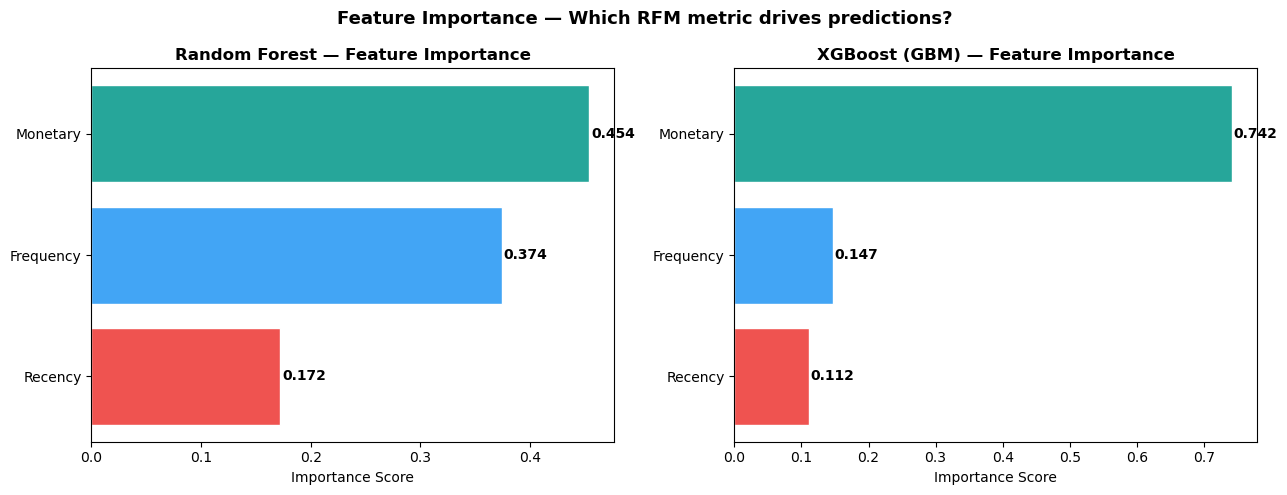 Feature Importance — Which RFM metric drives predictions?
Random Forest — Feature Importance
Monetary
0.454
Frequency
0.374
Recency
0.172
0.0 0.1 0.2 0.3 0.4
Importance Score
XGBoost (GBM) — Feature Importance
Monetary
0.742
Frequency
0.147
Recency
0.112
0.0 0.1 0.2 0.3 0.4 0.5 0.6 0.7
Importance Score